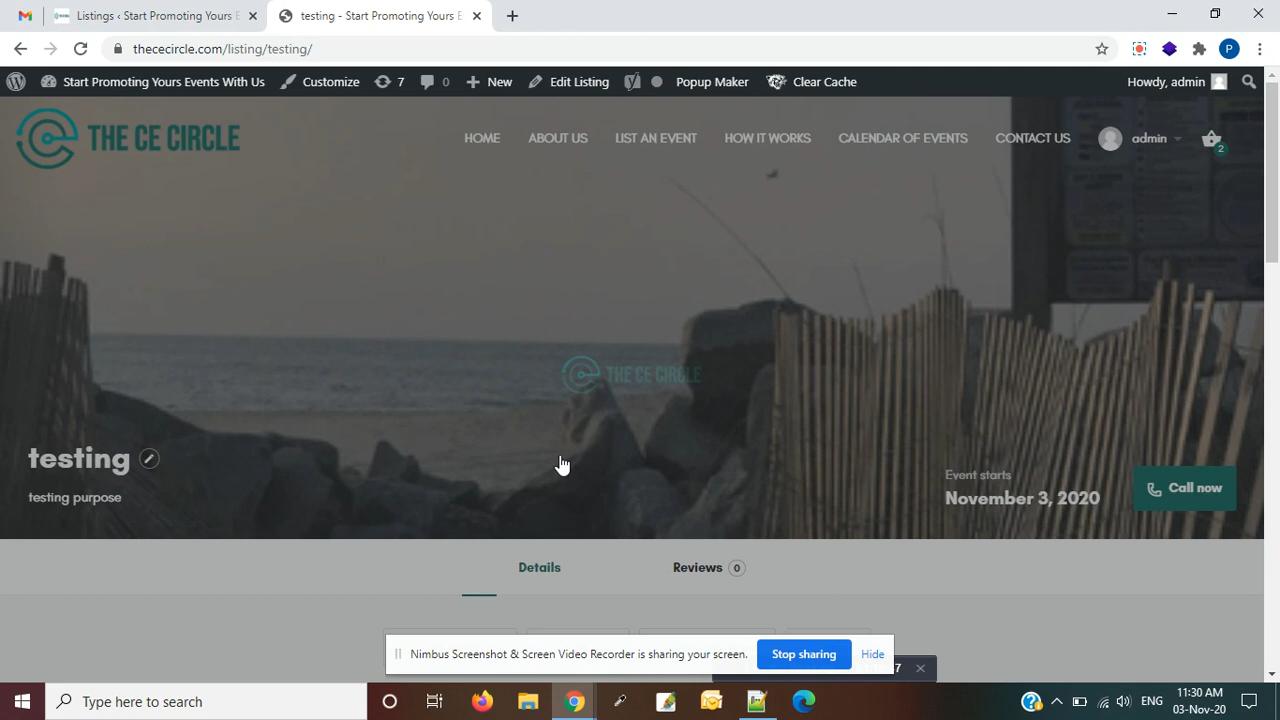 Listings ‹ Start Promoting Yours E
testing - Start Promoting Yours E
thececircle.com/listing/testing/
P
Start Promoting Yours Events With Us
Customize
7
0
New
Edit Listing
Popup Maker
Clear Cache
Howdy, admin
THE CE CIRCLE
HOME
ABOUT US
LIST AN EVENT
HOW IT WORKS
CALENDAR OF EVENTS
CONTACT US
admin
2
THE CE CIRCLE
testing
testing purpose
Event starts
November 3, 2020
Call now
Details
Reviews 0
Nimbus Screenshot & Screen Video Recorder is sharing your screen.
Stop sharing
Hide
7
Type here to search
ENG
11:30 AM
03-Nov-20